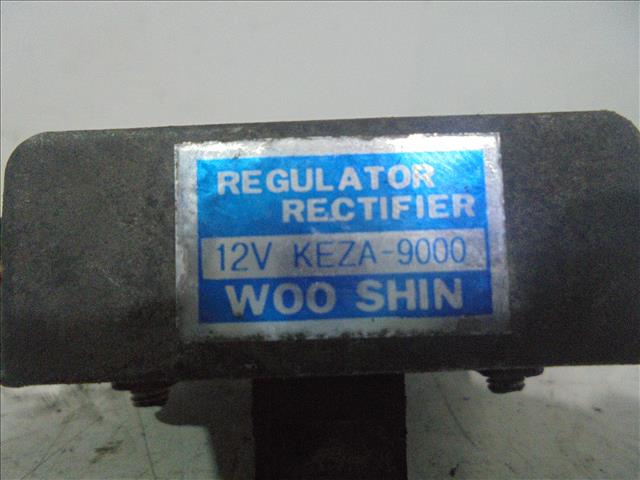 REGULATOR
RECTIFIER
12V KEZA-9000
WOO SHIN